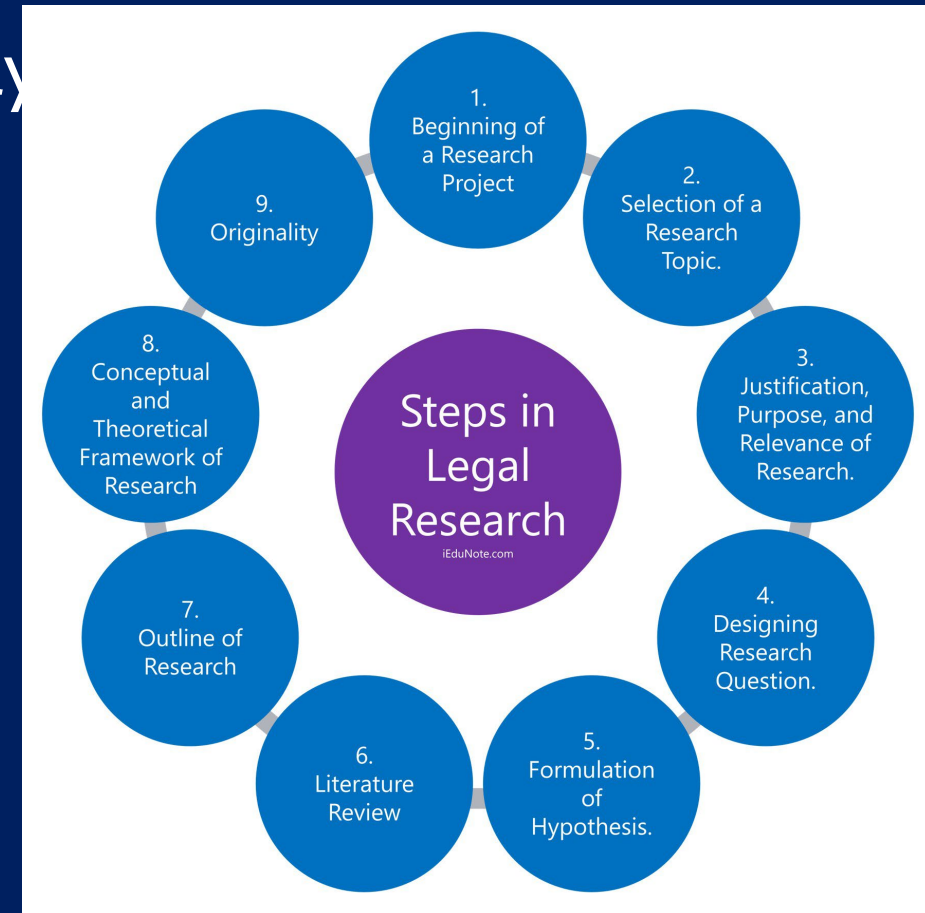 1.
Beginning of
a Research
Project
2.
Selection of a
Research
Topic.
3.
Justification,
Purpose, and
Relevance of
Research.
4.
Designing
Research
Question.
5.
Formulation
of
Hypothesis.
6.
Literature
Review
7.
Outline of
Research
8.
Conceptual
and
Theoretical
Framework of
Research
9.
Originality
Steps in
Legal
Research
iEduNote.com